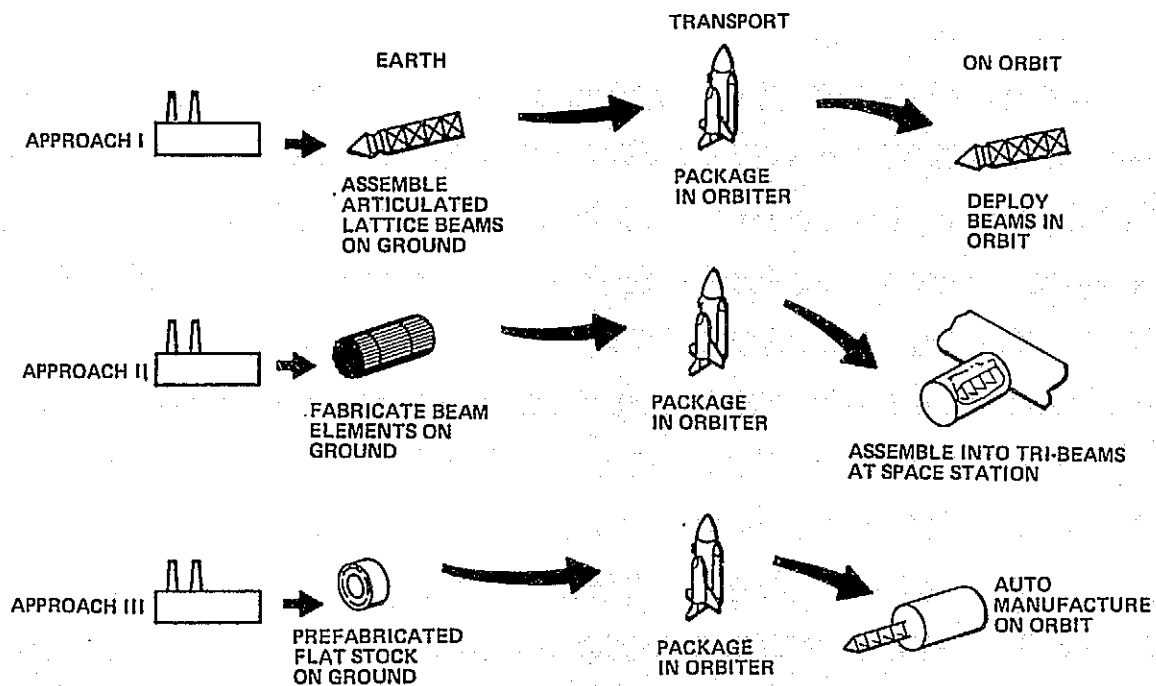 TRANSPORT
EARTH
ON ORBIT
APPROACH I
ASSEMBLE
ARTICULATED
LATTICE BEAMS
ON GROUND
PACKAGE
IN ORBITER
DEPLOY
BEAMS IN
ORBIT
APPROACH II
FABRICATE BEAM
ELEMENTS ON
GROUND
PACKAGE
IN ORBITER
ASSEMBLE INTO TRI-BEAMS
AT SPACE STATION
APPROACH III
PREFABRICATED
FLAT STOCK
ON GROUND
PACKAGE
IN ORBITER
AUTO
MANUFACTURE
ON ORBIT